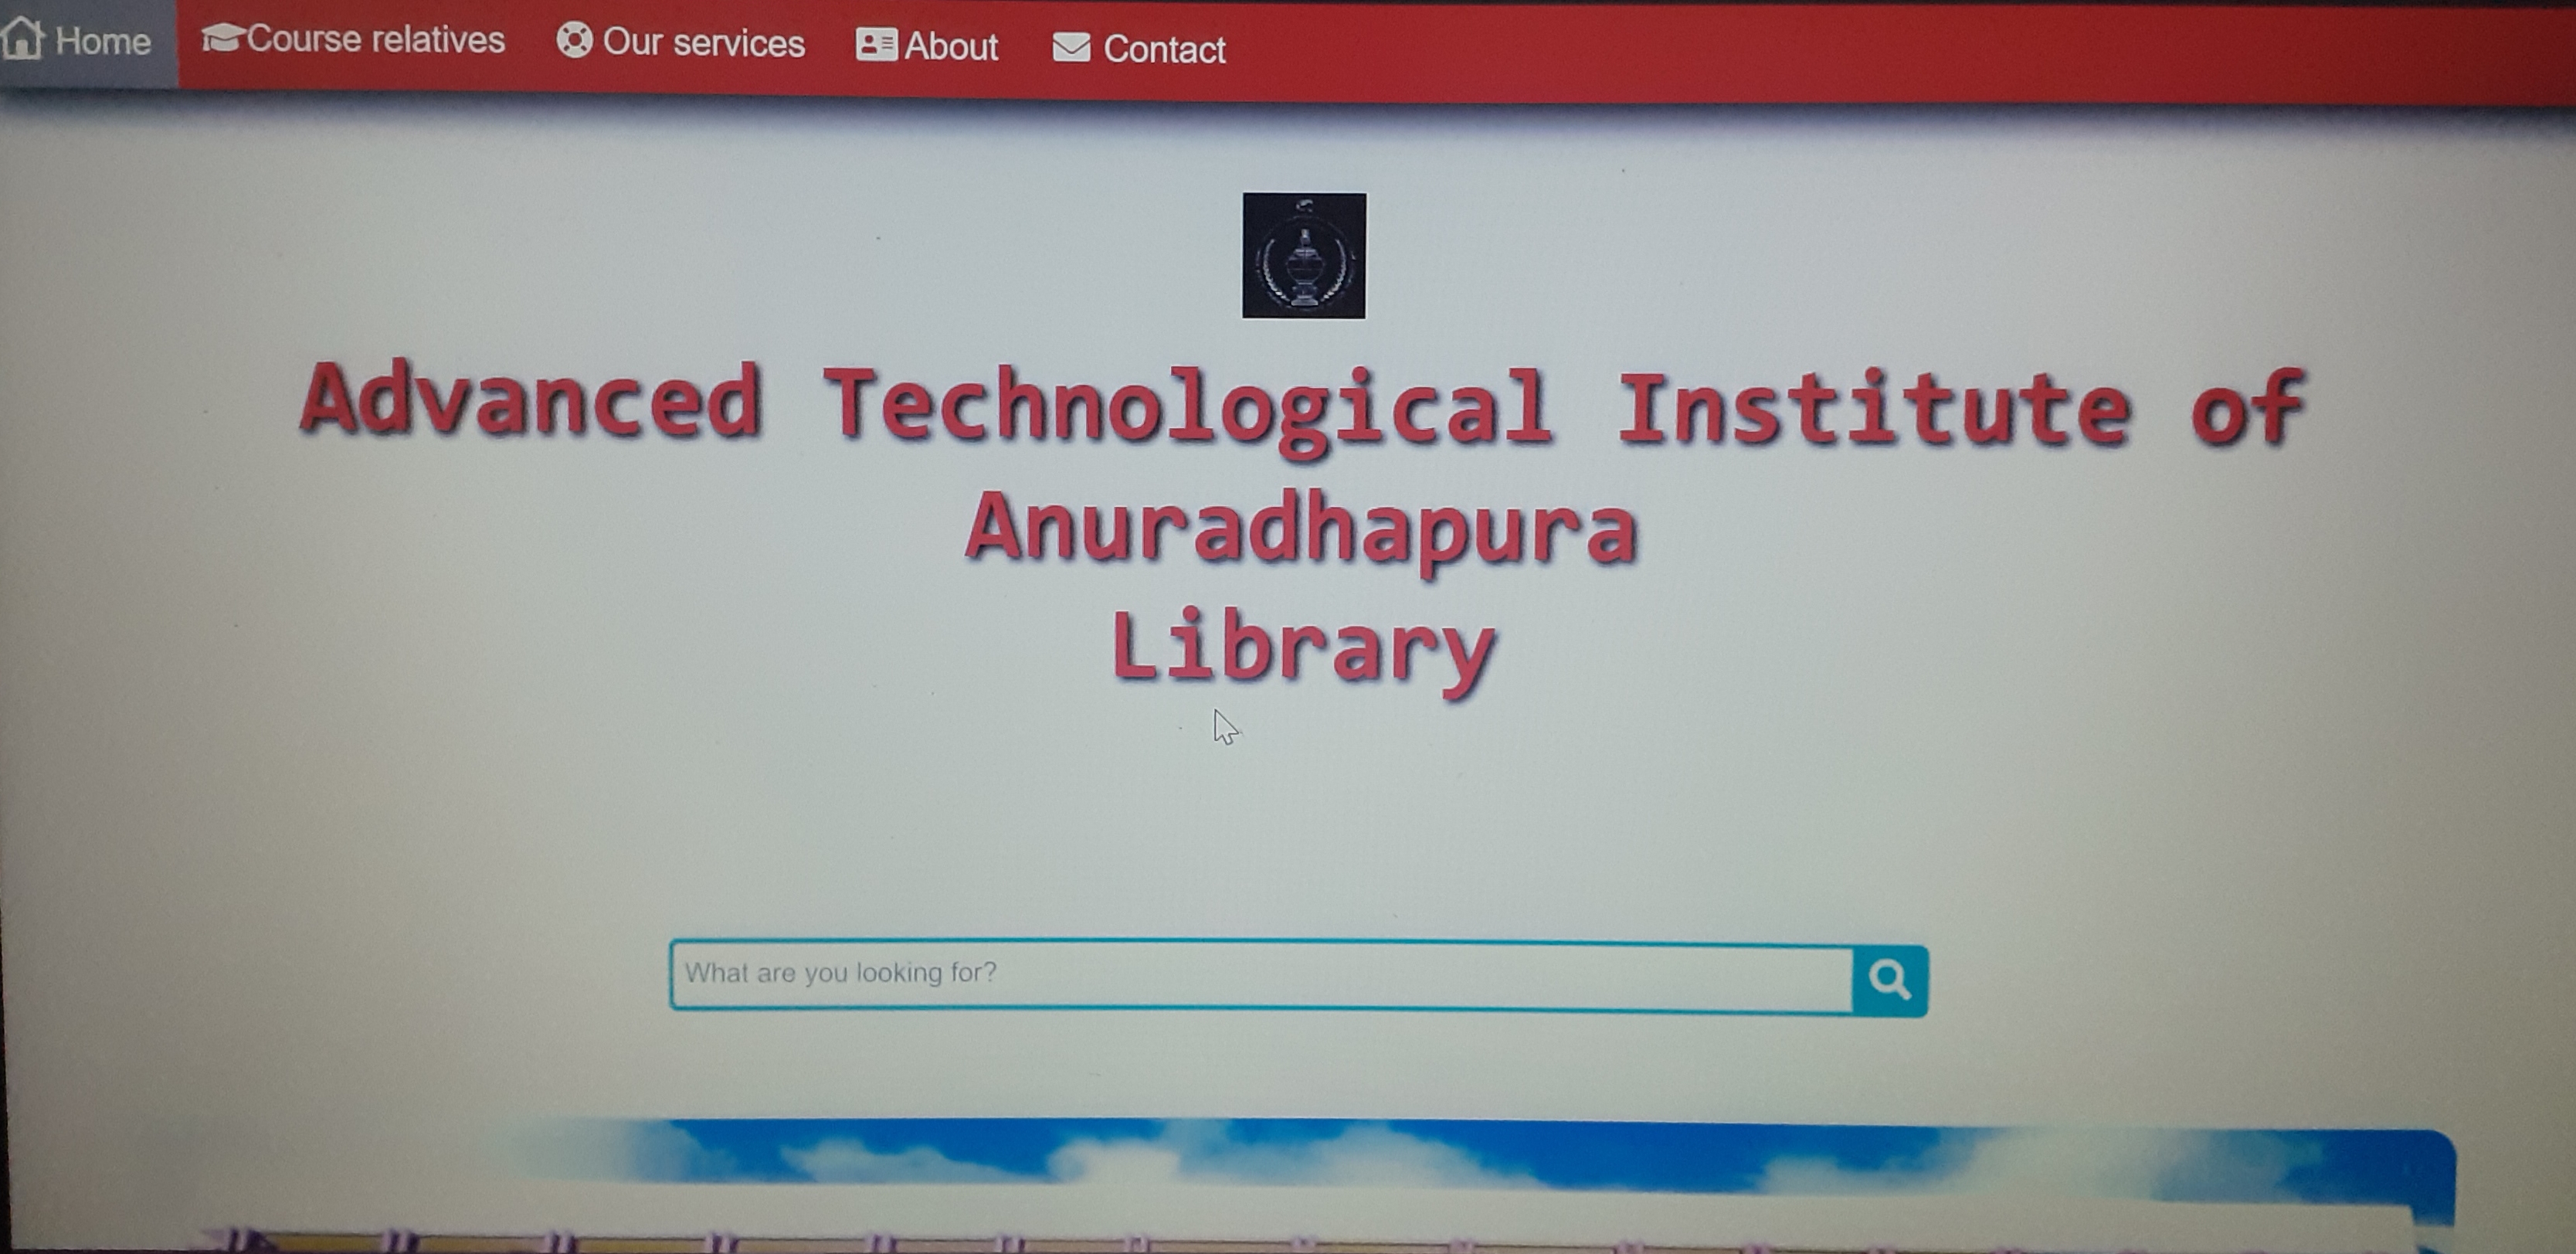 Home Course relatives Our services About Contact
Advanced Technological Institute of
Anuradhapura
Library
What are you looking for?